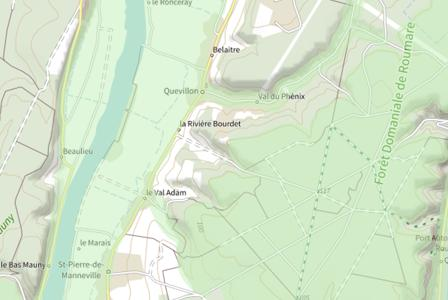 le Ronceray
Belaitre
Quevillon
Val du Phénix
la Rivière Bourdet
Forêt Domaniale de Roumare
Beaulieu
le Val Adam
le Marais
le Bas Mauny
St-Pierre-de-
Manneville
Port Auto